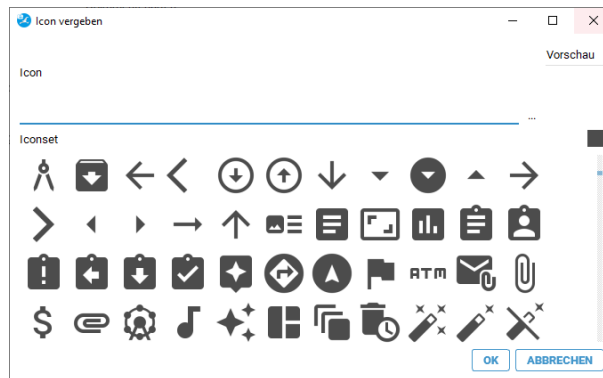 Icon vergeben
Vorschau
Icon
...
Iconset
ATM
$
OK
ABBRECHEN